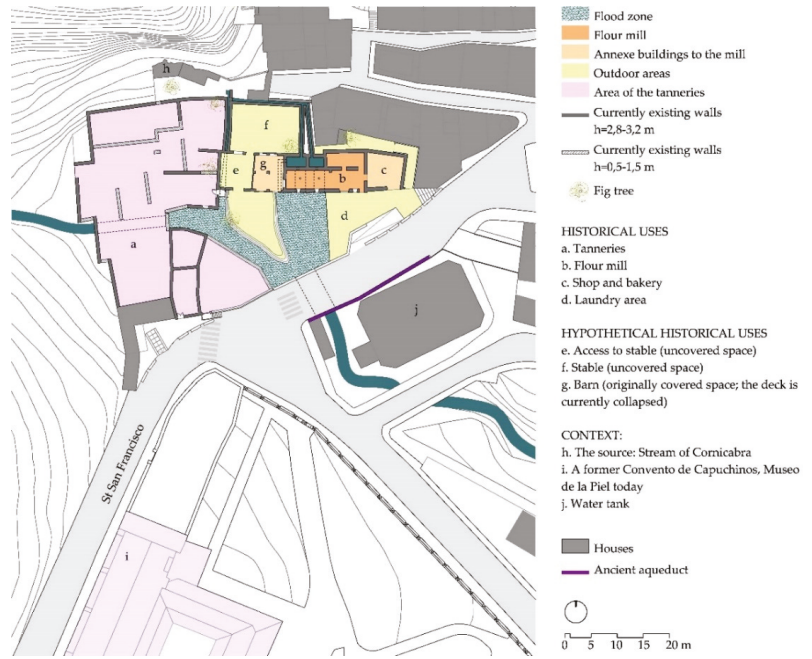 h
f
e
g
b
c
a
d
a
j
St San Francisco
i
Flood zone
Flour mill
Annexe buildings to the mill
Outdoor areas
Area of the tanneries
Currently existing walls
h=2,8-3,2 m
Currently existing walls
h=0,5-1,5 m
Fig tree
HISTORICAL USES
a. Tanneries
b. Flour mill
c. Shop and bakery
d. Laundry area
HYPOTHETICAL HISTORICAL USES
e. Access to stable (uncovered space)
f. Stable (uncovered space)
g. Barn (originally covered space; the deck is
currently collapsed)
CONTEXT:
h. The source: Stream of Cornicabra
i. A former Convento de Capuchinos, Museo
de la Piel today
j. Water tank
Houses
Ancient aqueduct
0 5 10 15 20 m